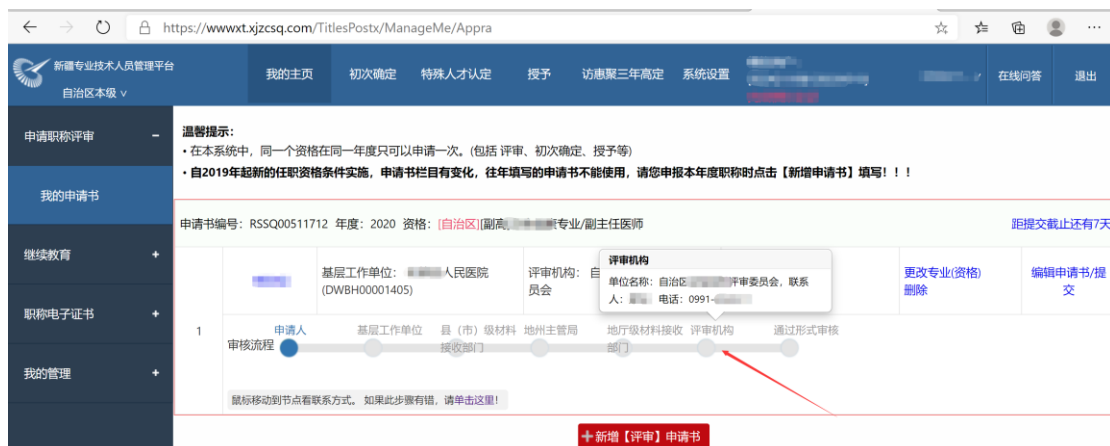 https://wwwxt.xjzcsq.com/TitlesPostx/ManageMe/Appra
新疆专业技术人员管理平台
自治区本级
我的主页 初次确定 特殊人才认定 授予 访惠聚三年高定 系统设置 在线问答 退出
申请职称评审 −
我的申请书
继续教育 +
职称电子证书 +
我的管理 +
温馨提示：
• 在本系统中，同一个资格在同一年度只可以申请一次。(包括 评审、初次确定、授予等)
• 自2019年起新的任职资格条件实施，申请书栏目有变化，往年填写的申请书不能使用，请您申报本年度职称时点击【新增申请书】填写！！！
申请书编号：RSSQ00511712 年度：2020 资格：[自治区][副高 专业/副主任医师
距提交截止还有7天
基层工作单位： 人民医院
(DWBH00001405)
评审机构：自
员会
评审机构
单位名称：自治区 评审委员会，联系
人： 电话：0991-
更改专业(资格)
删除
编辑申请书/提
交
1
审核流程
申请人
基层工作单位
县（市）级材料
接收部门
地州主管局
地厅级材料接收
部门
评审机构
通过形式审核
鼠标移动到节点看联系方式。 如果此步骤有错，请单击这里!
+新增【评审】申请书